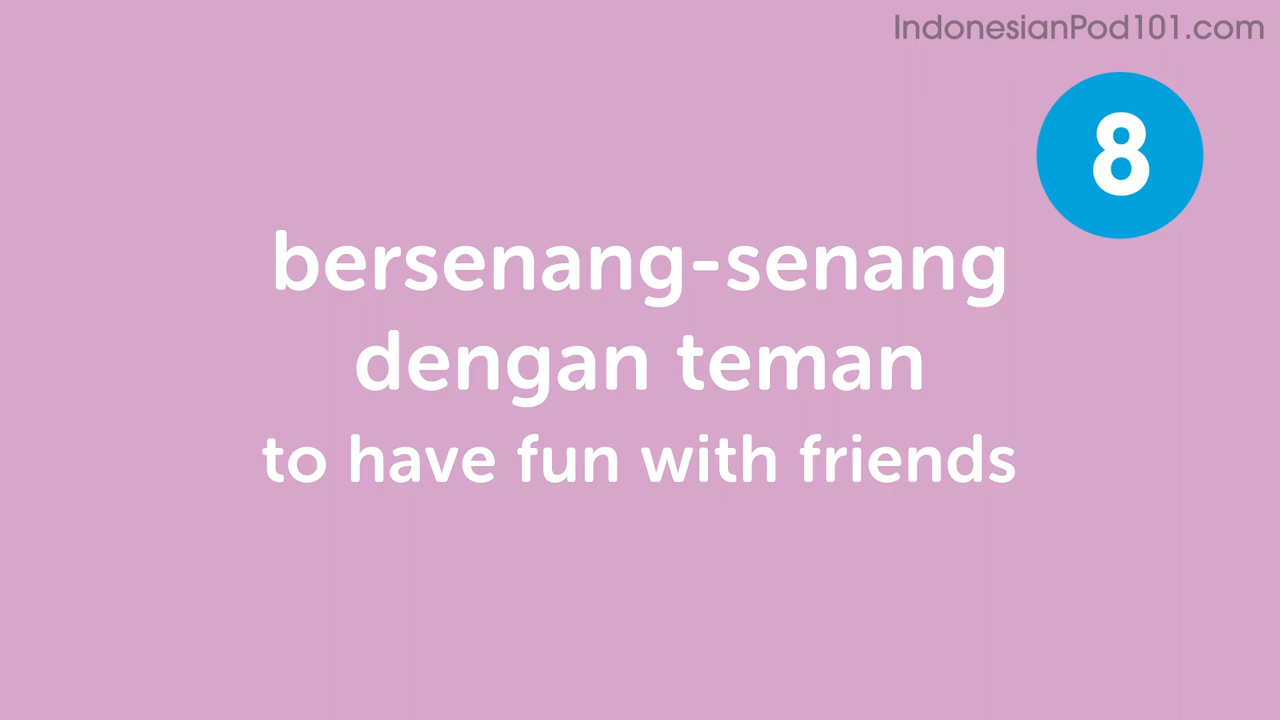 IndonesianPod101.com
8
bersenang-senang
dengan teman
to have fun with friends